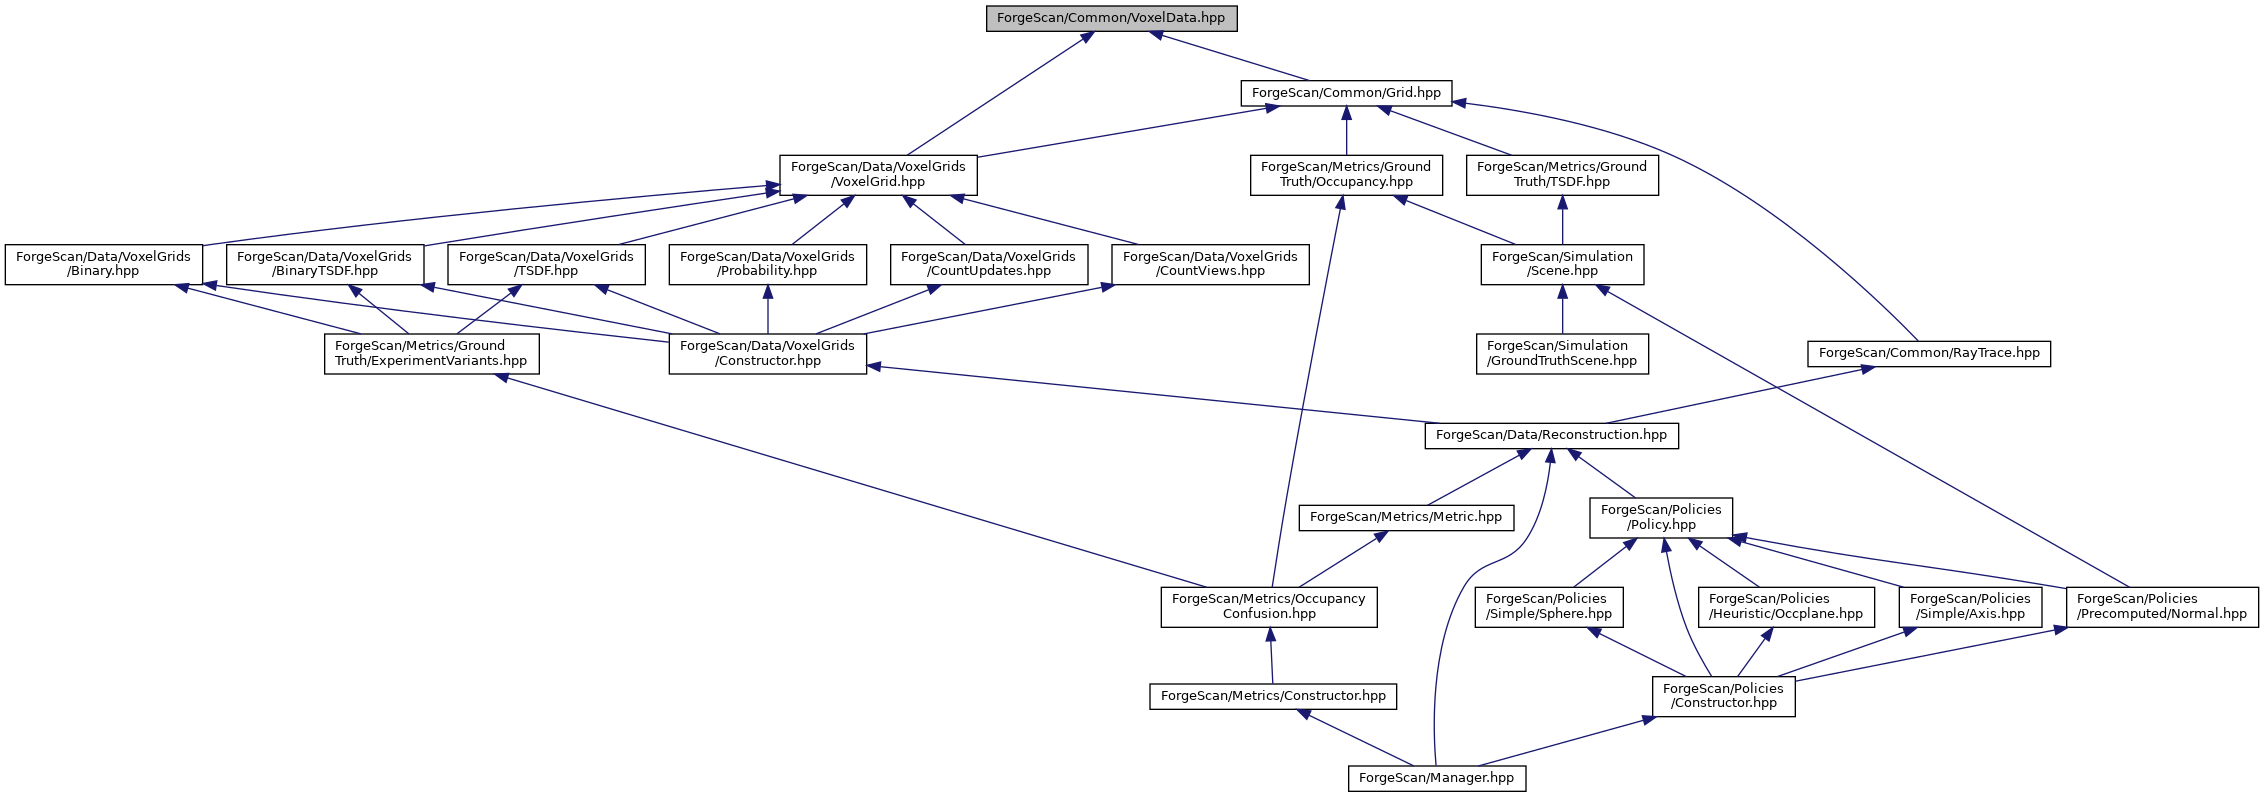 ForgeScan/Common/VoxelData.hpp
ForgeScan/Common/Grid.hpp
ForgeScan/Data/VoxelGrids
/VoxelGrid.hpp
ForgeScan/Metrics/Ground
Truth/Occupancy.hpp
ForgeScan/Metrics/Ground
Truth/TSDF.hpp
ForgeScan/Data/VoxelGrids
/Binary.hpp
ForgeScan/Data/VoxelGrids
/BinaryTSDF.hpp
ForgeScan/Data/VoxelGrids
/TSDF.hpp
ForgeScan/Data/VoxelGrids
/Probability.hpp
ForgeScan/Data/VoxelGrids
/CountUpdates.hpp
ForgeScan/Data/VoxelGrids
/CountViews.hpp
ForgeScan/Simulation
/Scene.hpp
ForgeScan/Metrics/Ground
Truth/ExperimentVariants.hpp
ForgeScan/Data/VoxelGrids
/Constructor.hpp
ForgeScan/Simulation
/GroundTruthScene.hpp
ForgeScan/Common/RayTrace.hpp
ForgeScan/Data/Reconstruction.hpp
ForgeScan/Metrics/Metric.hpp
ForgeScan/Policies
/Policy.hpp
ForgeScan/Metrics/Occupancy
Confusion.hpp
ForgeScan/Policies
/Simple/Sphere.hpp
ForgeScan/Policies
/Heuristic/Occplane.hpp
ForgeScan/Policies
/Simple/Axis.hpp
ForgeScan/Policies
/Precomputed/Normal.hpp
ForgeScan/Metrics/Constructor.hpp
ForgeScan/Policies
/Constructor.hpp
ForgeScan/Manager.hpp